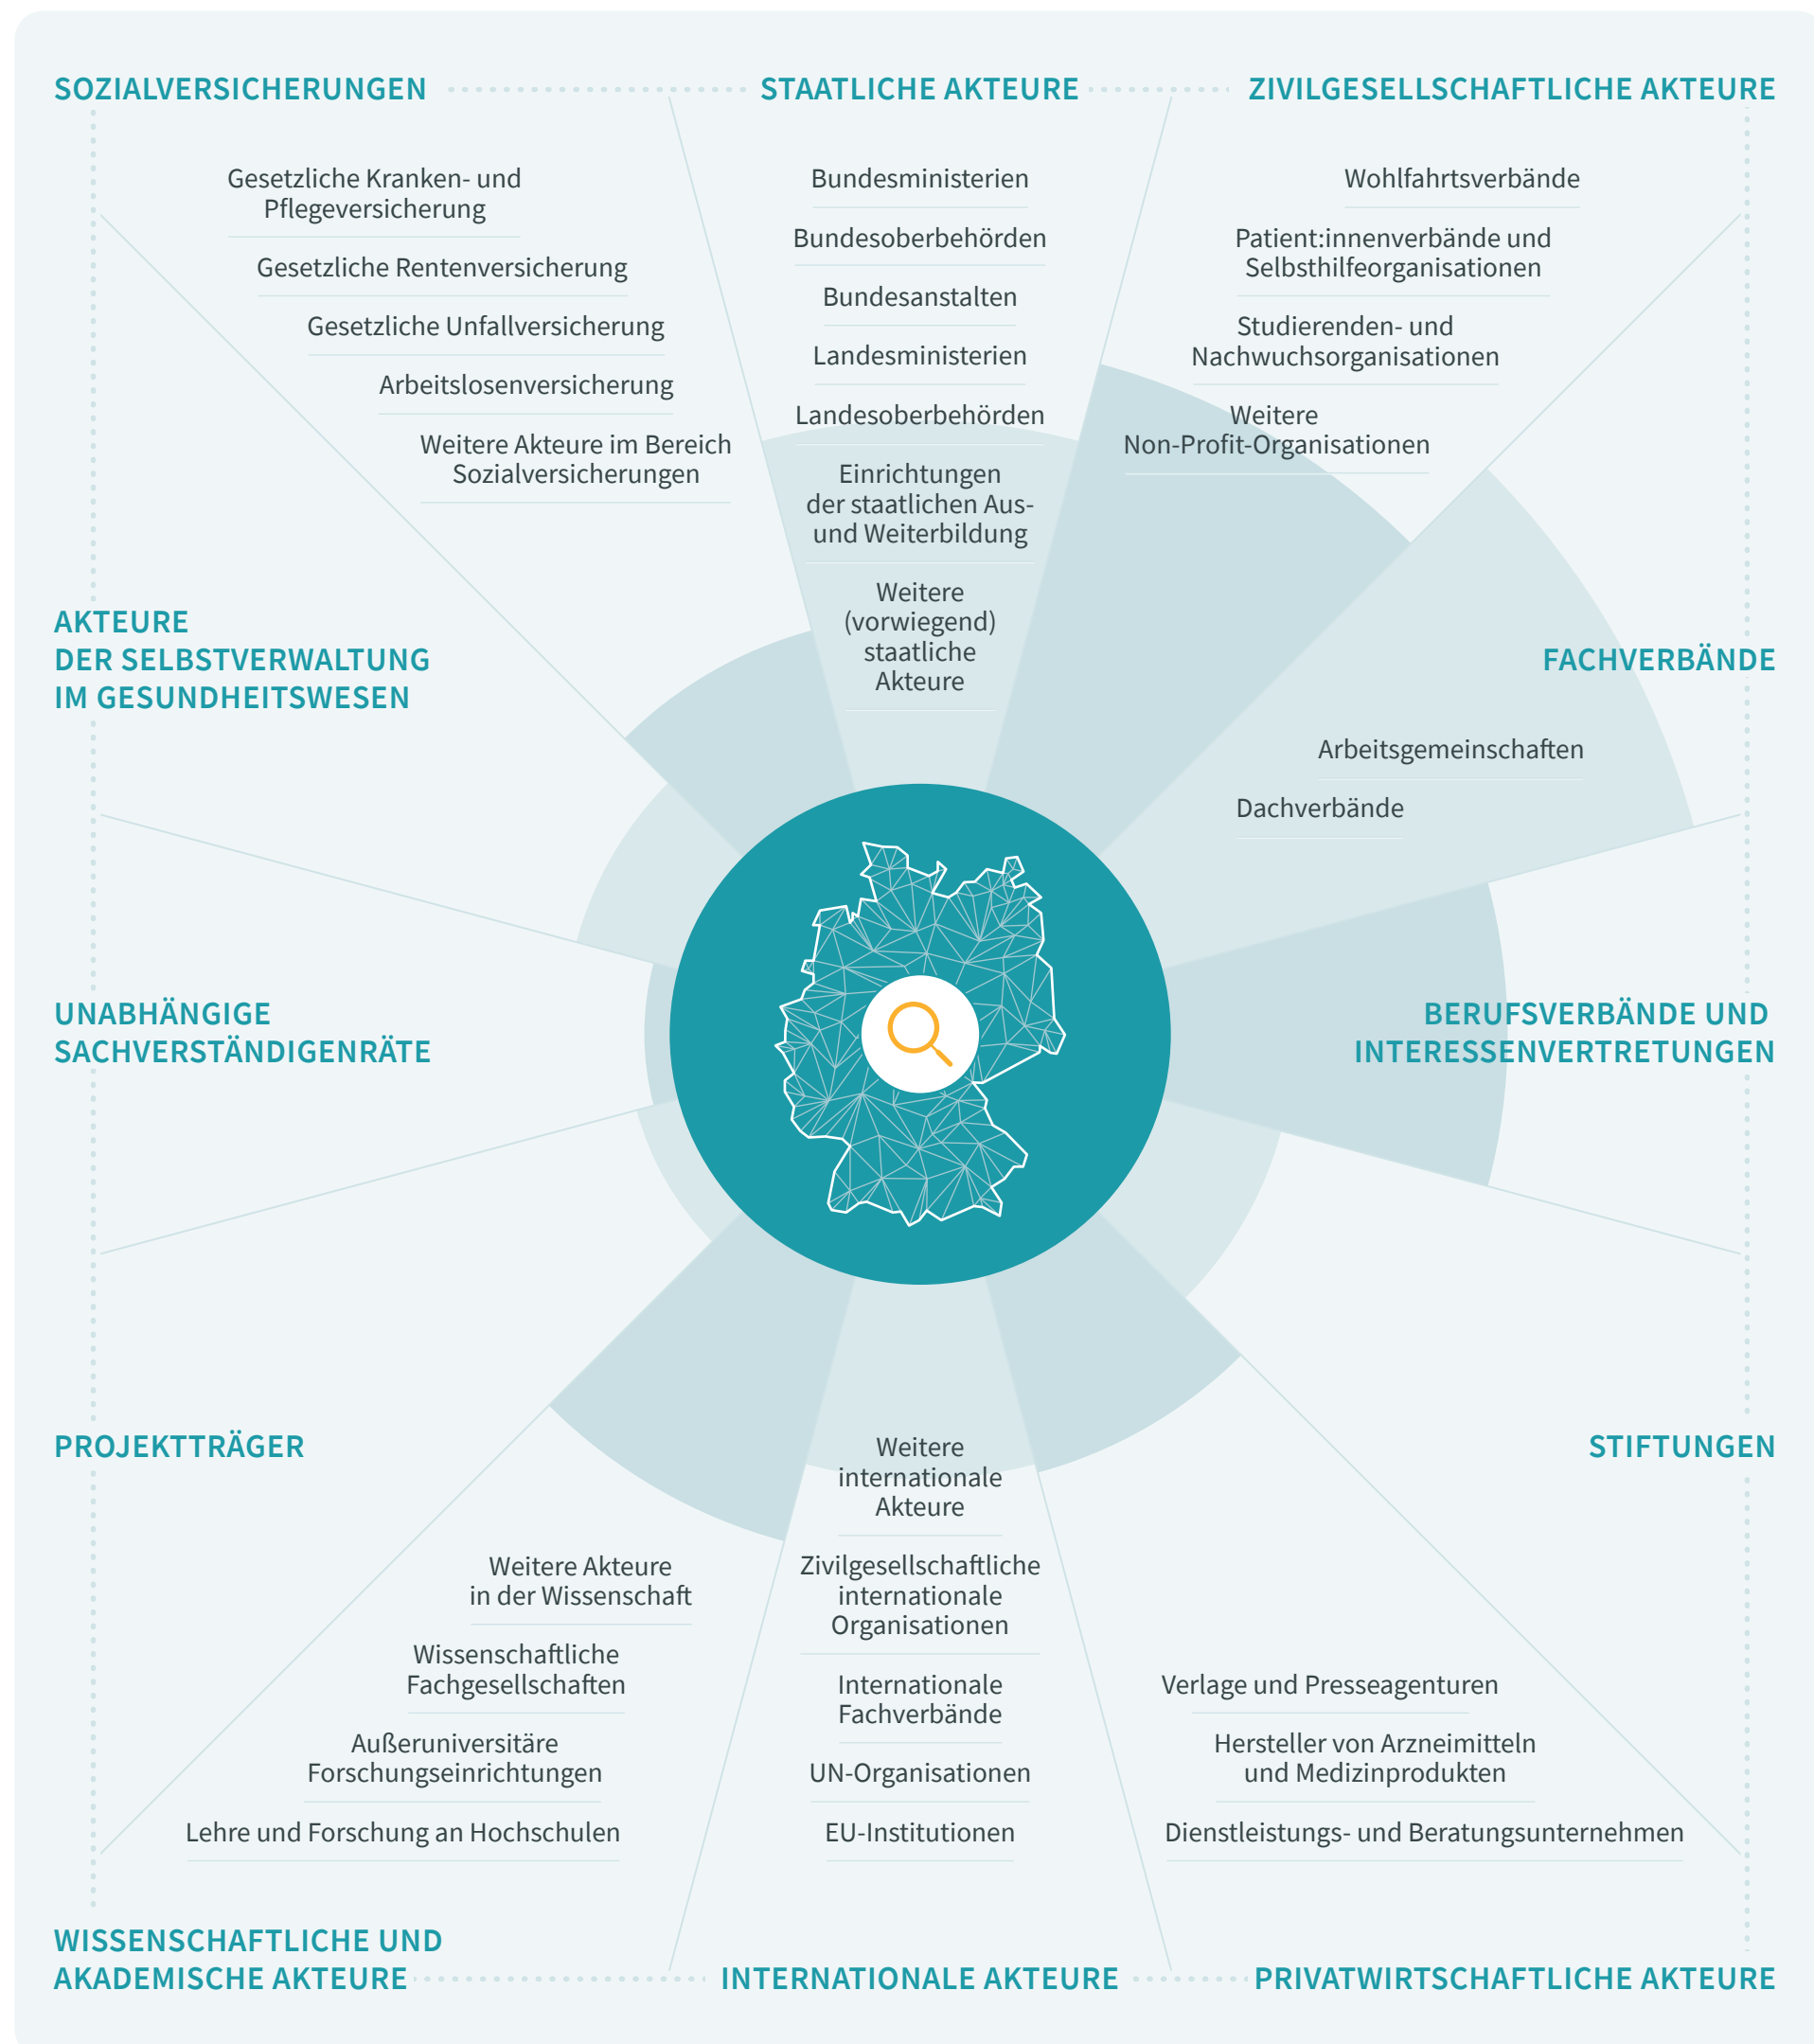 SOZIALVERSICHERUNGEN
Gesetzliche Kranken- und
Pflegeversicherung
Gesetzliche Rentenversicherung
Gesetzliche Unfallversicherung
Arbeitslosenversicherung
Weitere Akteure im Bereich
Sozialversicherungen
STAATLICHE AKTEURE
Bundesministerien
Bundesoberbehörden
Bundesanstalten
Landesministerien
Landesoberbehörden
Einrichtungen
der staatlichen Aus-
und Weiterbildung
Weitere
(vorwiegend)
staatliche
Akteure
ZIVILGESELLSCHAFTLICHE AKTEURE
Wohlfahrtsverbände
Patient:innenverbände und
Selbsthilfeorganisationen
Studierenden- und
Nachwuchsorganisationen
Weitere
Non-Profit-Organisationen
AKTEURE
DER SELBSTVERWALTUNG
IM GESUNDHEITSWESEN
FACHVERBÄNDE
Arbeitsgemeinschaften
Dachverbände
UNABHÄNGIGE
SACHVERSTÄNDIGENRÄTE
BERUFSVERBÄNDE UND
INTERESSENVERTRETUNGEN
PROJEKTTRÄGER
STIFTUNGEN
Weitere Akteure
in der Wissenschaft
Wissenschaftliche
Fachgesellschaften
Außeruniversitäre
Forschungseinrichtungen
Lehre und Forschung an Hochschulen
WISSENSCHAFTLICHE UND
AKADEMISCHE AKTEURE
Weitere
internationale
Akteure
Zivilgesellschaftliche
internationale
Organisationen
Internationale
Fachverbände
UN-Organisationen
EU-Institutionen
INTERNATIONALE AKTEURE
Verlage und Presseagenturen
Hersteller von Arzneimitteln
und Medizinprodukten
Dienstleistungs- und Beratungsunternehmen
PRIVATWIRTSCHAFTLICHE AKTEURE